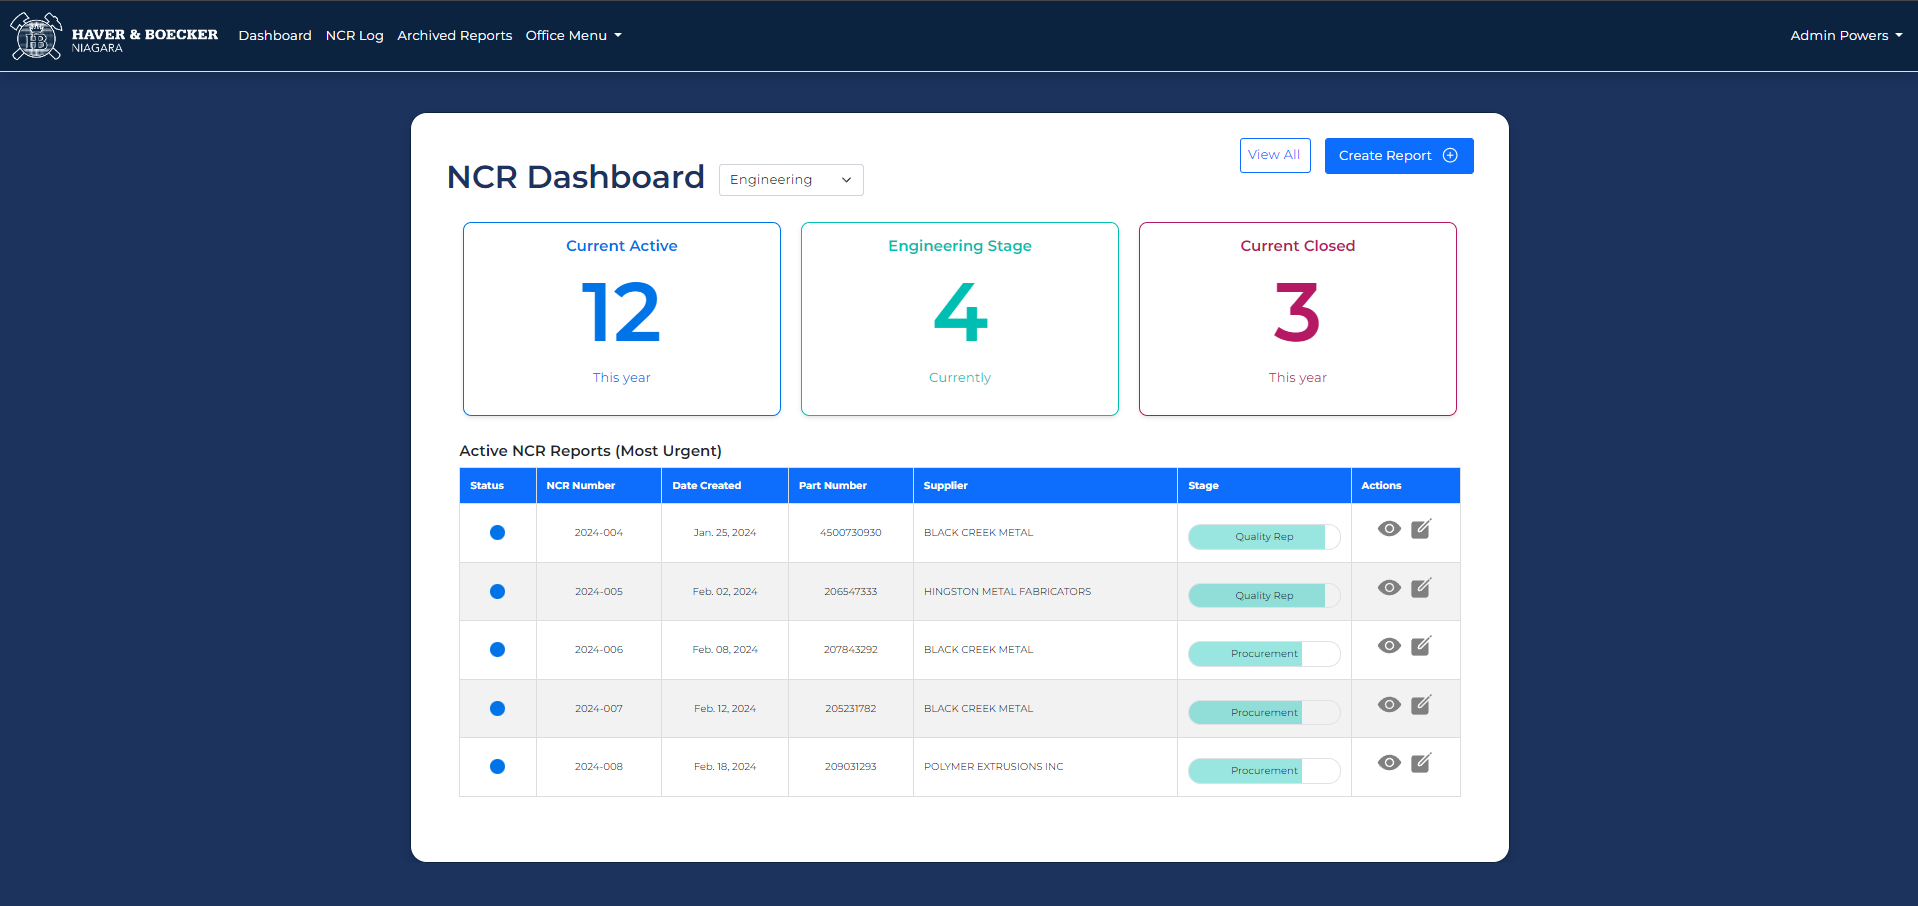 HAVER & BOECKER
NIAGARA
Dashboard NCR Log Archived Reports Office Menu
Admin Powers
View All
Create Report
NCR Dashboard
Engineering
Current Active
12
This year
Engineering Stage
4
Currently
Current Closed
3
This year
Active NCR Reports (Most Urgent)
Status NCR Number Date Created Part Number Supplier Stage Actions
2024-004 Jan. 25, 2024 4500730930 BLACK CREEK METAL Quality Rep
2024-005 Feb. 02, 2024 206547333 HINGSTON METAL FABRICATORS Quality Rep
2024-006 Feb. 08, 2024 207843292 BLACK CREEK METAL Procurement
2024-007 Feb. 12, 2024 205231782 BLACK CREEK METAL Procurement
2024-008 Feb. 18, 2024 209031293 POLYMER EXTRUSIONS INC Procurement